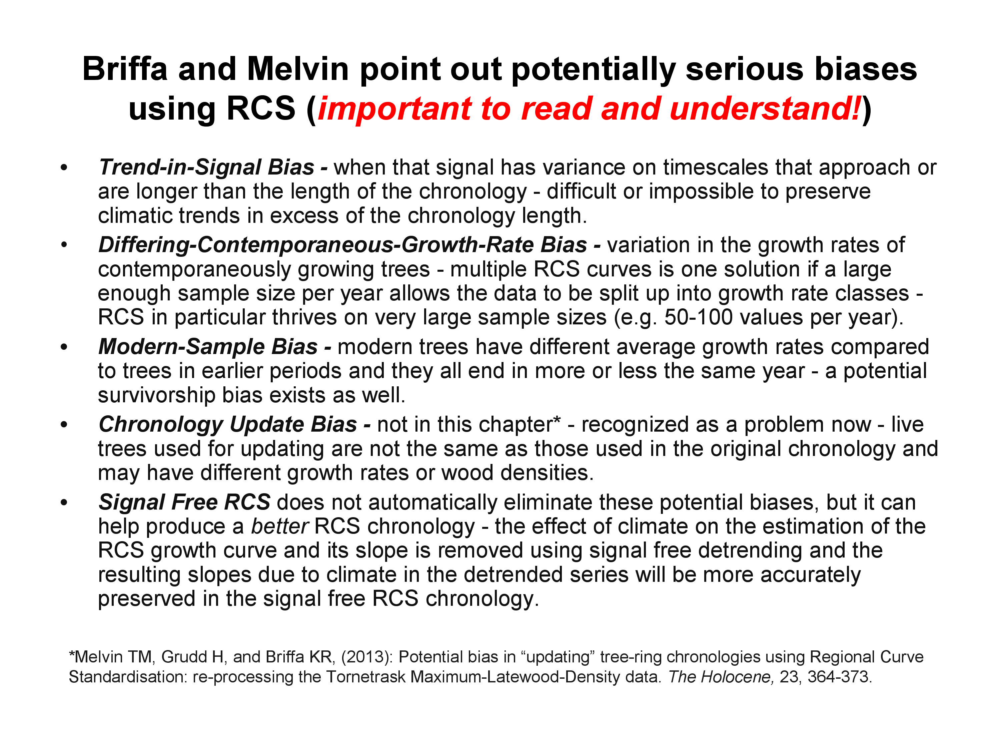 Briffa and Melvin point out potentially serious biases
using RCS (important to read and understand!)
• Trend-in-Signal Bias - when that signal has variance on timescales that approach or
are longer than the length of the chronology - difficult or impossible to preserve
climatic trends in excess of the chronology length.
• Differing-Contemporaneous-Growth-Rate Bias - variation in the growth rates of
contemporaneously growing trees - multiple RCS curves is one solution if a large
enough sample size per year allows the data to be split up into growth rate classes -
RCS in particular thrives on very large sample sizes (e.g. 50-100 values per year).
• Modern-Sample Bias - modern trees have different average growth rates compared
to trees in earlier periods and they all end in more or less the same year - a potential
survivorship bias exists as well.
• Chronology Update Bias - not in this chapter* - recognized as a problem now - live
trees used for updating are not the same as those used in the original chronology and
may have different growth rates or wood densities.
• Signal Free RCS does not automatically eliminate these potential biases, but it can
help produce a better RCS chronology - the effect of climate on the estimation of the
RCS growth curve and its slope is removed using signal free detrending and the
resulting slopes due to climate in the detrended series will be more accurately
preserved in the signal free RCS chronology.
*Melvin TM, Grudd H, and Briffa KR, (2013): Potential bias in “updating” tree-ring chronologies using Regional Curve
Standardisation: re-processing the Tornetrask Maximum-Latewood-Density data. The Holocene, 23, 364-373.